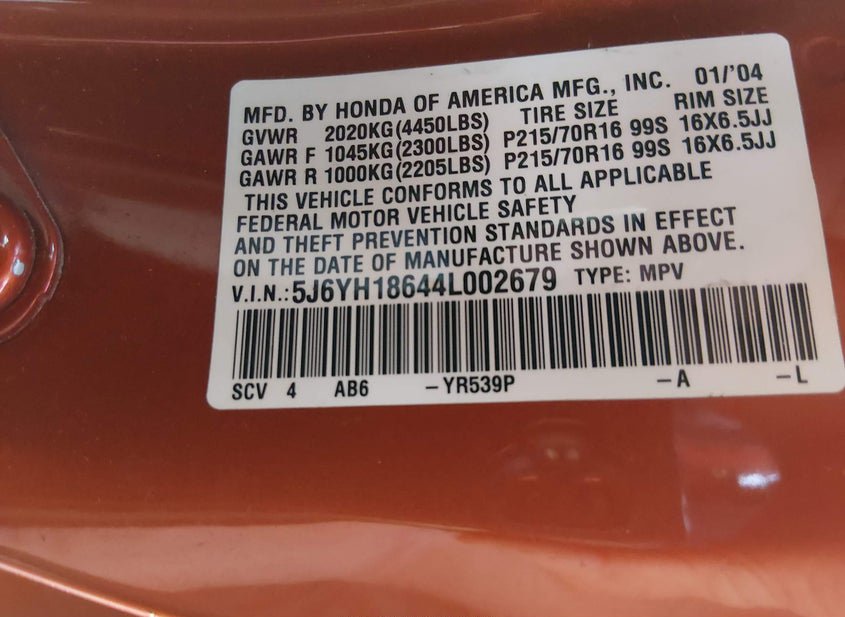 MFD. BY HONDA OF AMERICA MFG., INC. 01/'04
GVWR 2020KG(4450LBS) TIRE SIZE RIM SIZE
GAWR F 1045KG(2300LBS) P215/70R16 99S 16X6.5JJ
GAWR R 1000KG(2205LBS) P215/70R16 99S 16X6.5JJ
THIS VEHICLE CONFORMS TO ALL APPLICABLE
FEDERAL MOTOR VEHICLE SAFETY
AND THEFT PREVENTION STANDARDS IN EFFECT
ON THE DATE OF MANUFACTURE SHOWN ABOVE.
V.I.N.:5J6YH18644L002679 TYPE: MPV
SCV 4 AB6 -YR539P -A -L